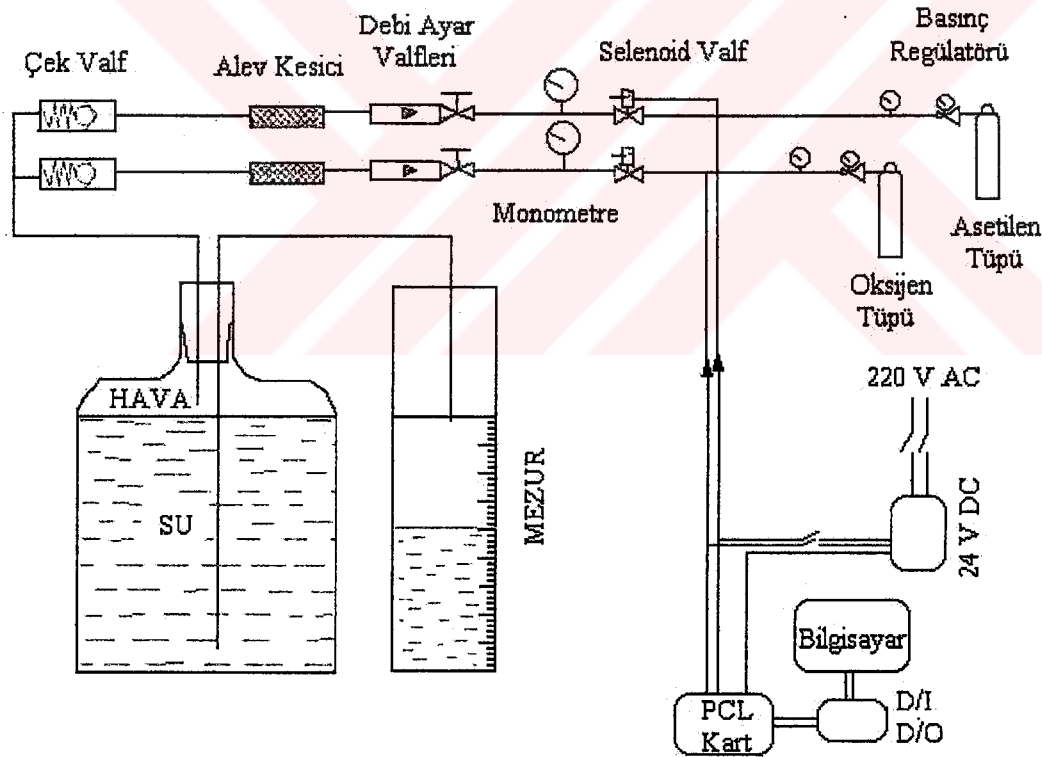 Çek Valf
Alev Kesici
Debi Ayar
Valfleri
Selenoid Valf
Basınç
Regülatörü
Monometre
Asetilen
Tüpü
Oksijen
Tüpü
HAVA
SU
MEZUR
220 V AC
24 V DC
Bilgisayar
PCL
Kart
D/I
D/O